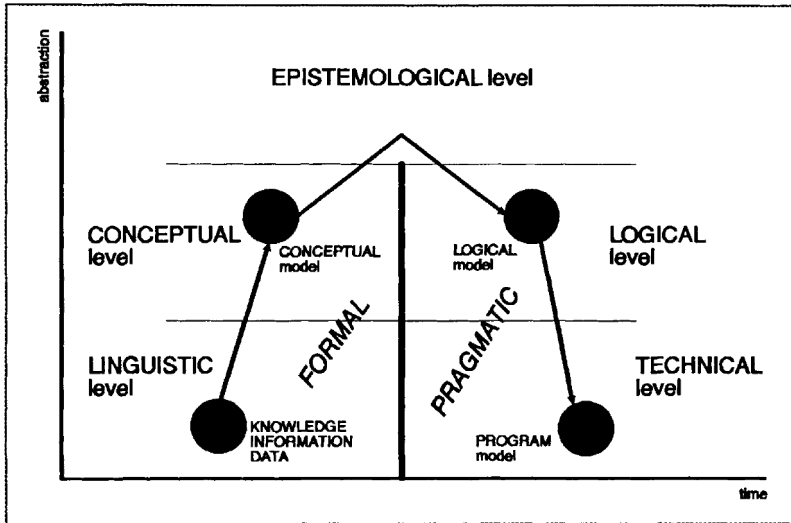 abstraction
EPISTEMOLOGICAL level
CONCEPTUAL
level
CONCEPTUAL
model
LOGICAL
model
LOGICAL
level
FORMAL
PRAGMATIC
LINGUISTIC
level
KNOWLEDGE
INFORMATION
DATA
PROGRAM
model
TECHNICAL
level
time